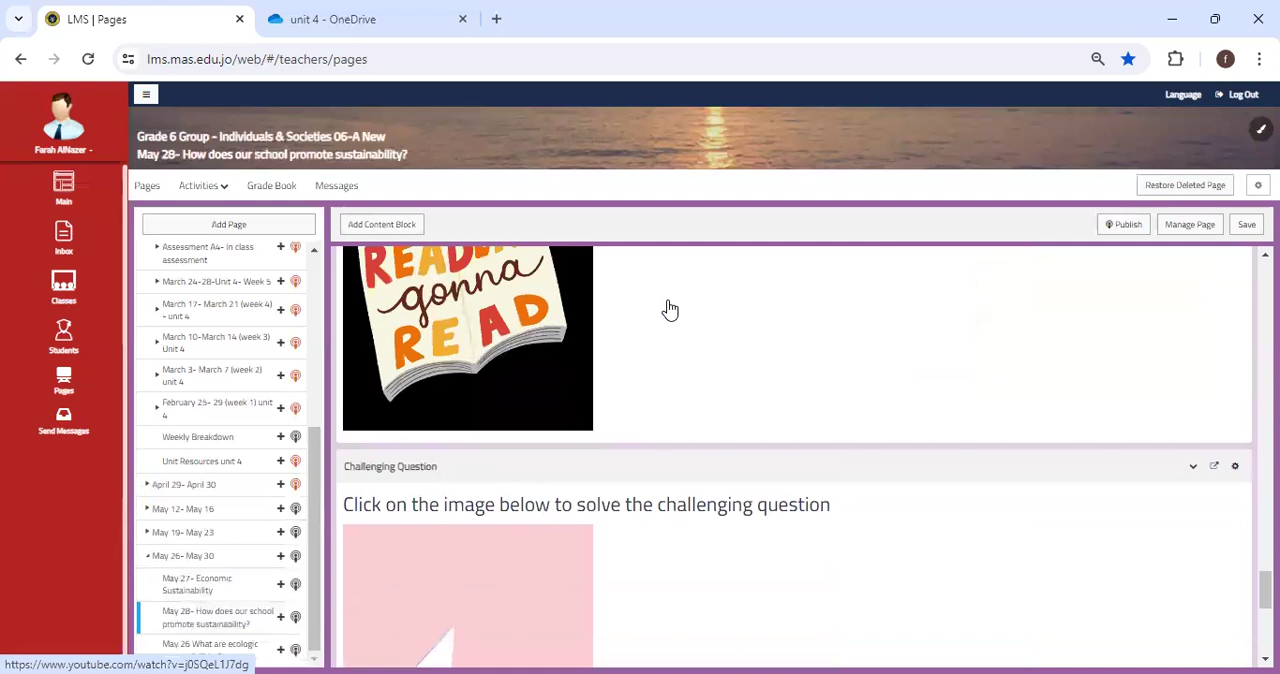 LMS | Pages
unit 4 - OneDrive
lms.mas.edu.jo/web/#/teachers/pages
f
Language
Log Out
Farah AlNazer
Grade 6 Group - Individuals & Societies 06-A New
May 28- How does our school promote sustainability?
Pages
Activities
Grade Book
Messages
Restore Deleted Page
Main
Inbox
Classes
Students
Pages
Send Messages
Add Page
Add Content Block
Publish
Manage Page
Save
Assessment A4- in class
assessment
March 24-28-Unit 4- Week 5
March 17- March 21 (week 4)
- unit 4
March 10-March 14 (week 3)
Unit 4
March 3- March 7 (week 2)
unit 4
February 25- 29 (week 1) unit
4
Weekly Breakdown
Unit Resources unit 4
April 29- April 30
May 12- May 16
May 19- May 23
May 26- May 30
May 27- Economic
Sustainability
May 28- How does our school
promote sustainability?
May 26 What are ecologic
gonna
READ
Challenging Question
Click on the image below to solve the challenging question
https://www.youtube.com/watch?v=j0SQeL1J7dg